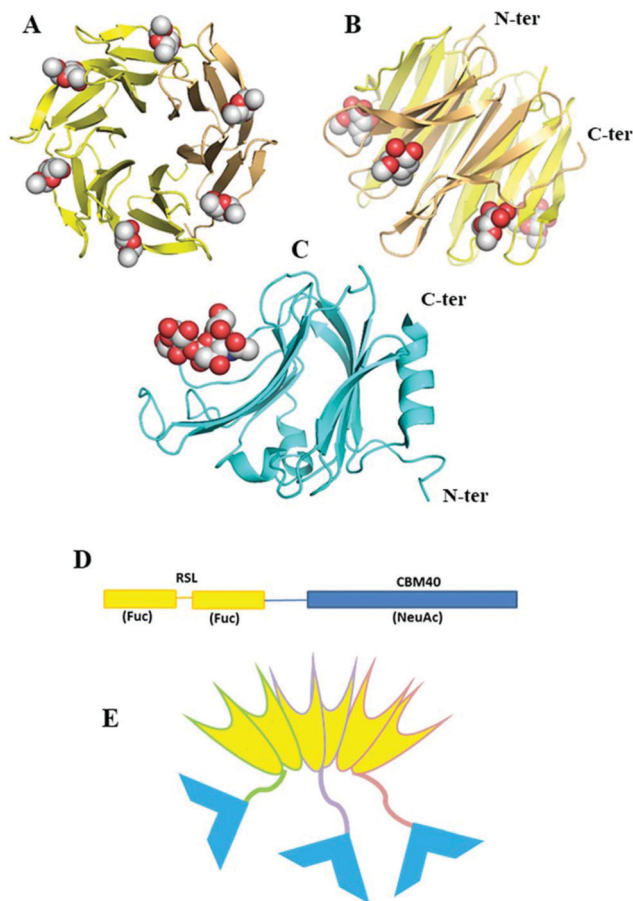 A
B
N-ter
C-ter
C
C-ter
N-ter
D
RSL
CBM40
(Fuc)
(Fuc)
(NeuAc)
E